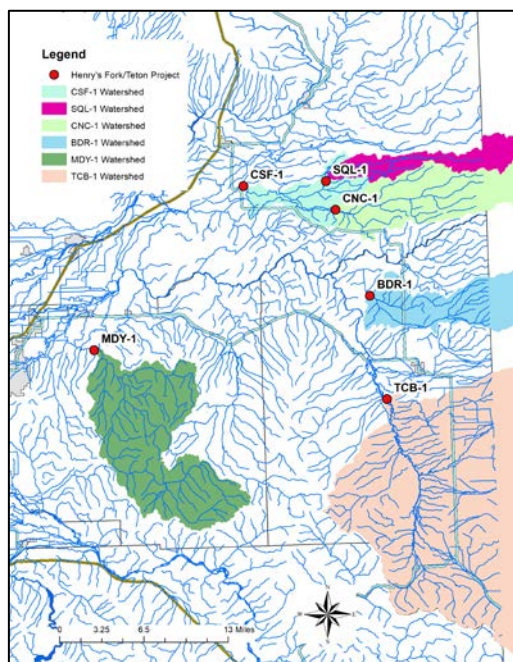 Legend
Henry's Fork/Teton Project
CSF-1 Watershed
SQL-1 Watershed
CNC-1 Watershed
BDR-1 Watershed
MDY-1 Watershed
TCB-1 Watershed
CSF-1
SQL-1
CNC-1
BDR-1
MDY-1
TCB-1
0 3.25 6.5 13 Miles